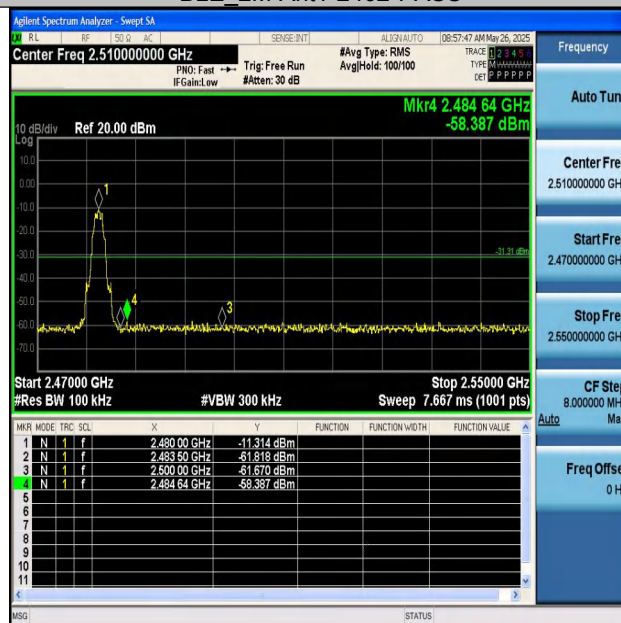 Agilent Spectrum Analyzer - Swept SA
RL RF 50 Ω AC SENSE:INT ALIGN AUTO 08:57:47 AM May 26, 2025
Center Freq 2.510000000 GHz #Avg Type: RMS TRACE 1 2 3 4 5 6
PNO: Fast Trig: Free Run Avg|Hold: 100/100 TYPE M
IFGain:Low #Atten: 30 dB DET P P P P P P
Mkr4 2.484 64 GHz
-58.387 dBm
10 dB/div Ref 20.00 dBm
Log
10.0
0.00
-10.0
-20.0
-30.0
-40.0
-50.0
-60.0
-70.0
1
4
3
-31.31 dBm
Start 2.47000 GHz Stop 2.55000 GHz
#Res BW 100 kHz #VBW 300 kHz Sweep 7.667 ms (1001 pts)
MKR MODE TRC SCL X Y FUNCTION FUNCTION WIDTH FUNCTION VALUE
1 N 1 f 2.480 00 GHz -11.314 dBm
2 N 1 f 2.483 50 GHz -61.818 dBm
3 N 1 f 2.500 00 GHz -61.670 dBm
4 N 1 f 2.484 64 GHz -58.387 dBm
5
6
7
8
9
10
11
MSG STATUS
Frequency
Auto Tun
Center Fre
2.510000000 GH
Start Fre
2.470000000 GH
Stop Fre
2.550000000 GH
CF Step
8.000000 MH
Auto Ma
Freq Offse
0 H